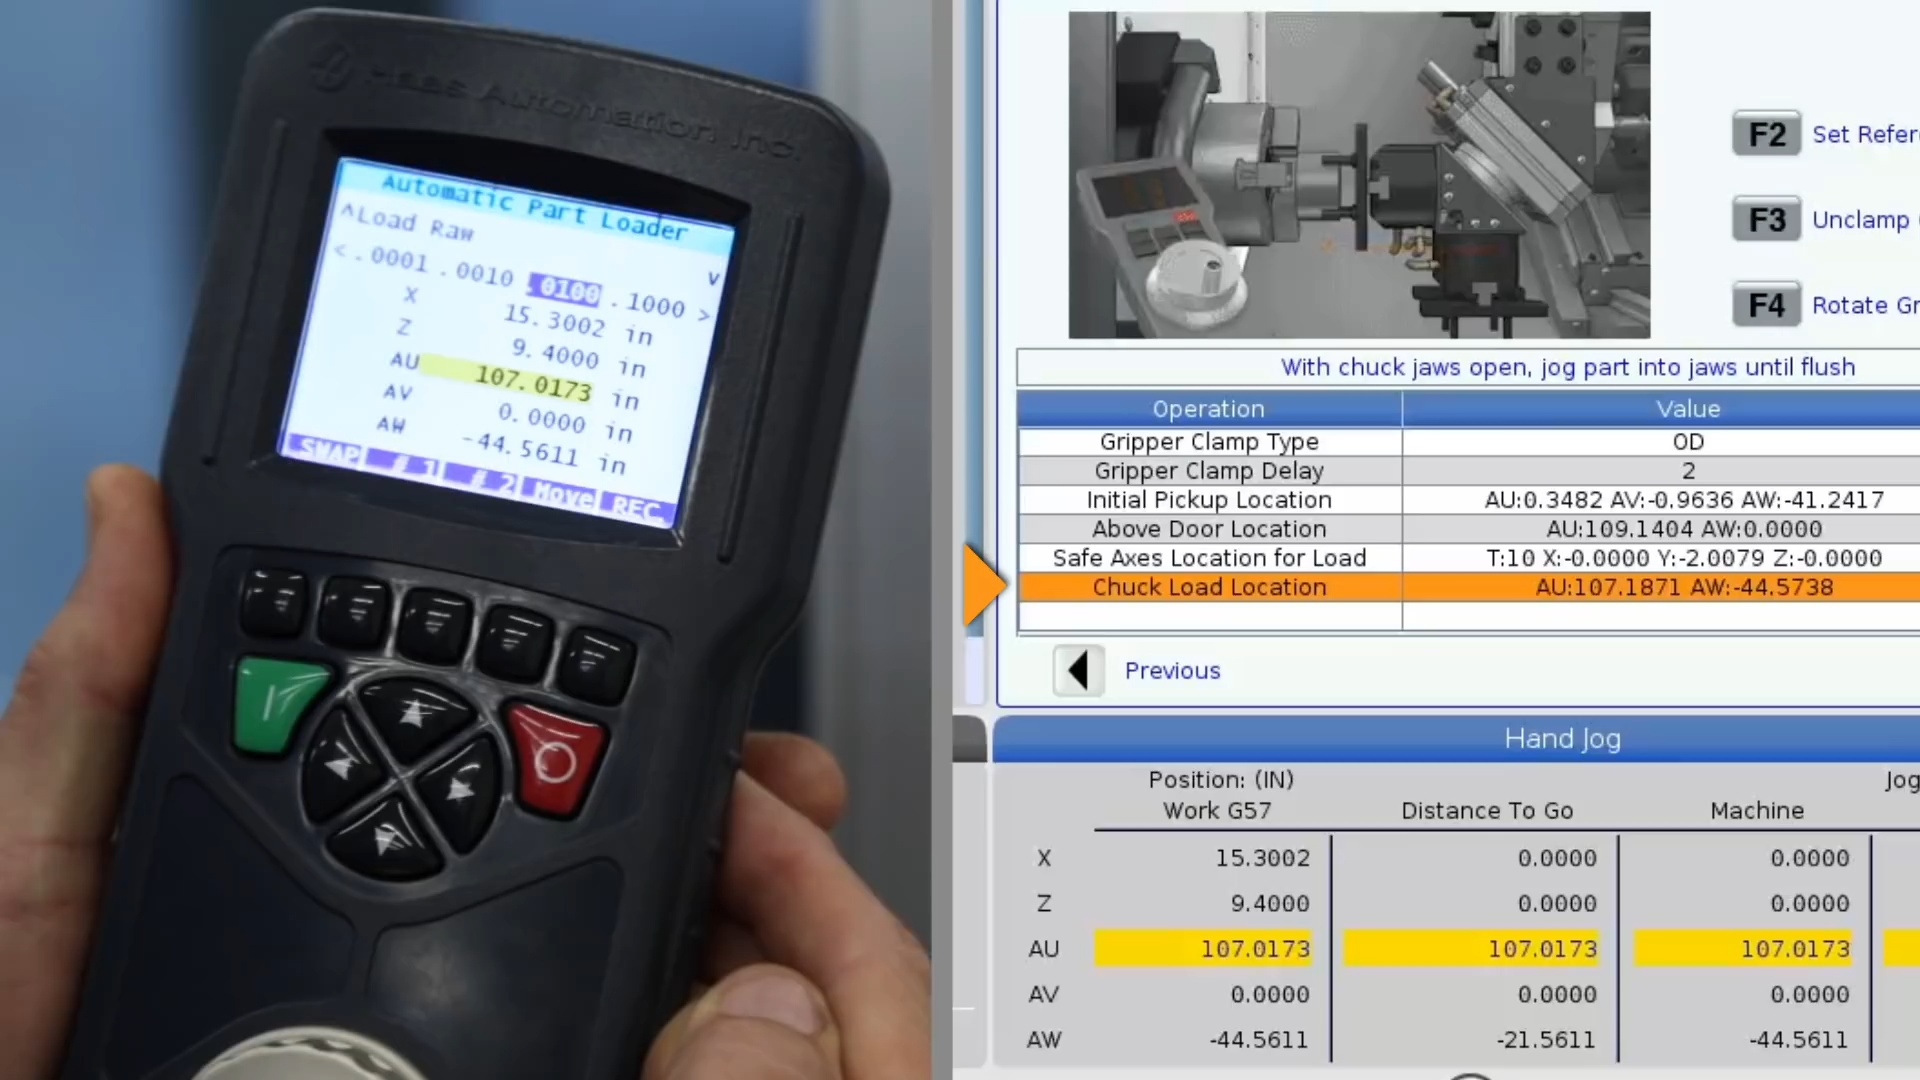 Haas Automation Inc.
Automatic Part Loader
^Load Raw v
<.0001 .0010 .0100 .1000 >
X 15.3002 in
Z 9.4000 in
AU 107.0173 in
AV 0.0000 in
AW -44.5611 in
SWAP #1 #2 Move REC.
F2
F3 Unclamp
F4 Rotate
With chuck jaws open, jog part into jaws until flush
Operation Value
Gripper Clamp Type OD
Gripper Clamp Delay 2
Initial Pickup Location AU:0.3482 AV:-0.9636 AW:-41.2417
Above Door Location AU:109.1404 AW:0.0000
Safe Axes Location for Load T:10 X:-0.0000 Y:-2.0079 Z:-0.0000
Chuck Load Location AU:107.1871 AW:-44.5738
Previous
Hand Jog
Position: (IN) Jog
Work G57 Distance To Go Machine
X 15.3002 0.0000 0.0000
Z 9.4000 0.0000 0.0000
AU 107.0173 107.0173 107.0173
AV 0.0000 0.0000 0.0000
AW -44.5611 -21.5611 -44.5611